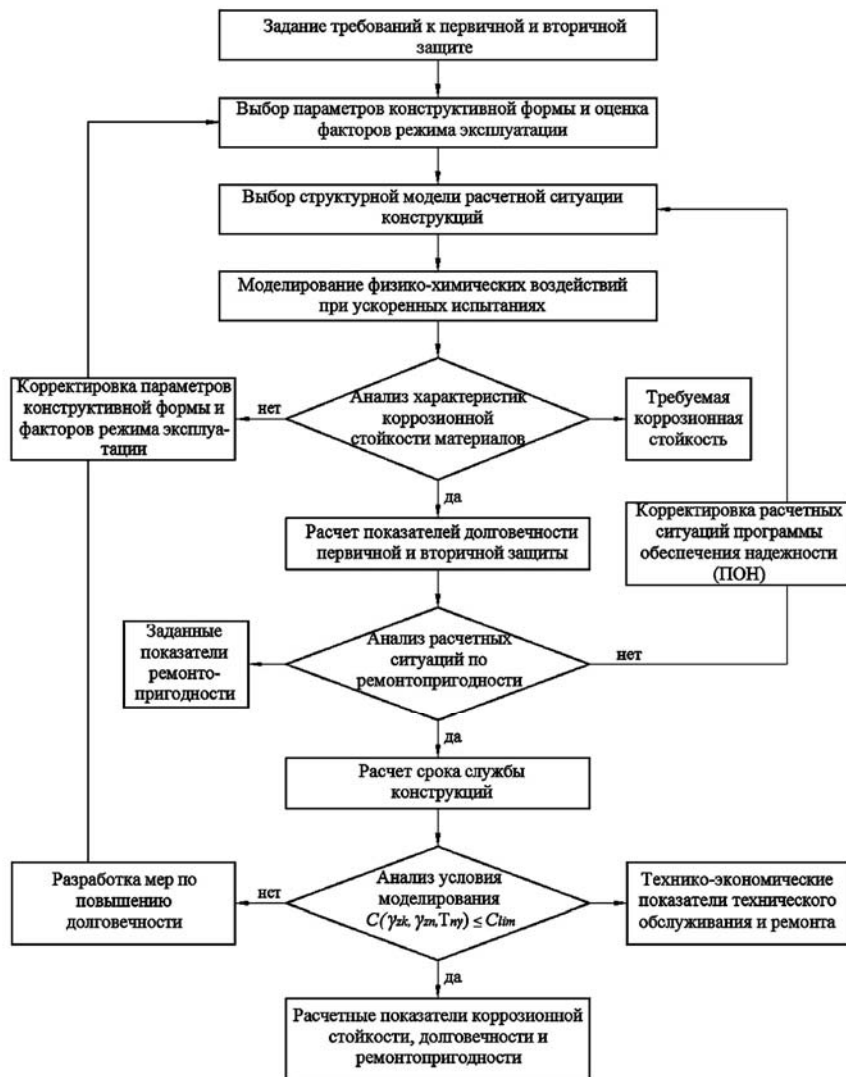 Задание требований к первичной и вторичной
защите
Выбор параметров конструктивной формы и оценка
факторов режима эксплуатации
Выбор структурной модели расчетной ситуации
конструкций
Моделирование физико-химических воздействий
при ускоренных испытаниях
Корректировка параметров
конструктивной формы и
факторов режима эксплуа-
тации
нет
Анализ характеристик
коррозионной
стойкости материалов
Требуемая
коррозионная
стойкость
да
Расчет показателей долговечности
первичной и вторичной защиты
Корректировка расчетных
ситуаций программы
обеспечения надежности
(ПОН)
Заданные
показатели
ремонто-
пригодности
Анализ расчетных
ситуаций по
ремонтопригодности
нет
да
Расчет срока службы
конструкций
Разработка мер по
повышению
долговечности
нет
Анализ условия
моделирования
C(γzk, γzn, Tnγ) ≤ Clim
Технико-экономические
показатели технического
обслуживания и ремонта
да
Расчетные показатели коррозионной
стойкости, долговечности и
ремонтопригодности